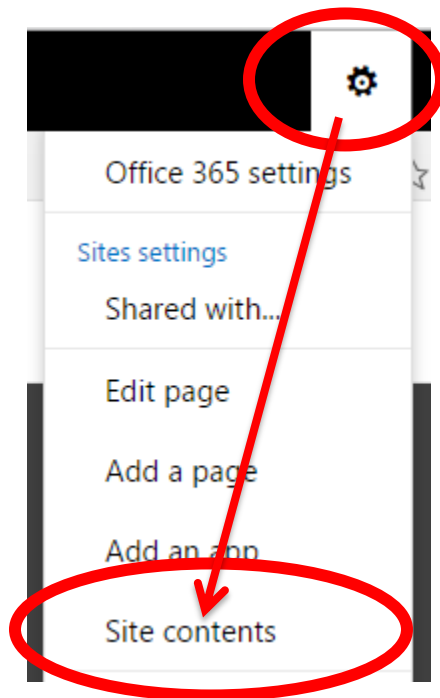 Office 365 settings
Sites settings
Shared with...
Edit page
Add a page
Add an app
Site contents